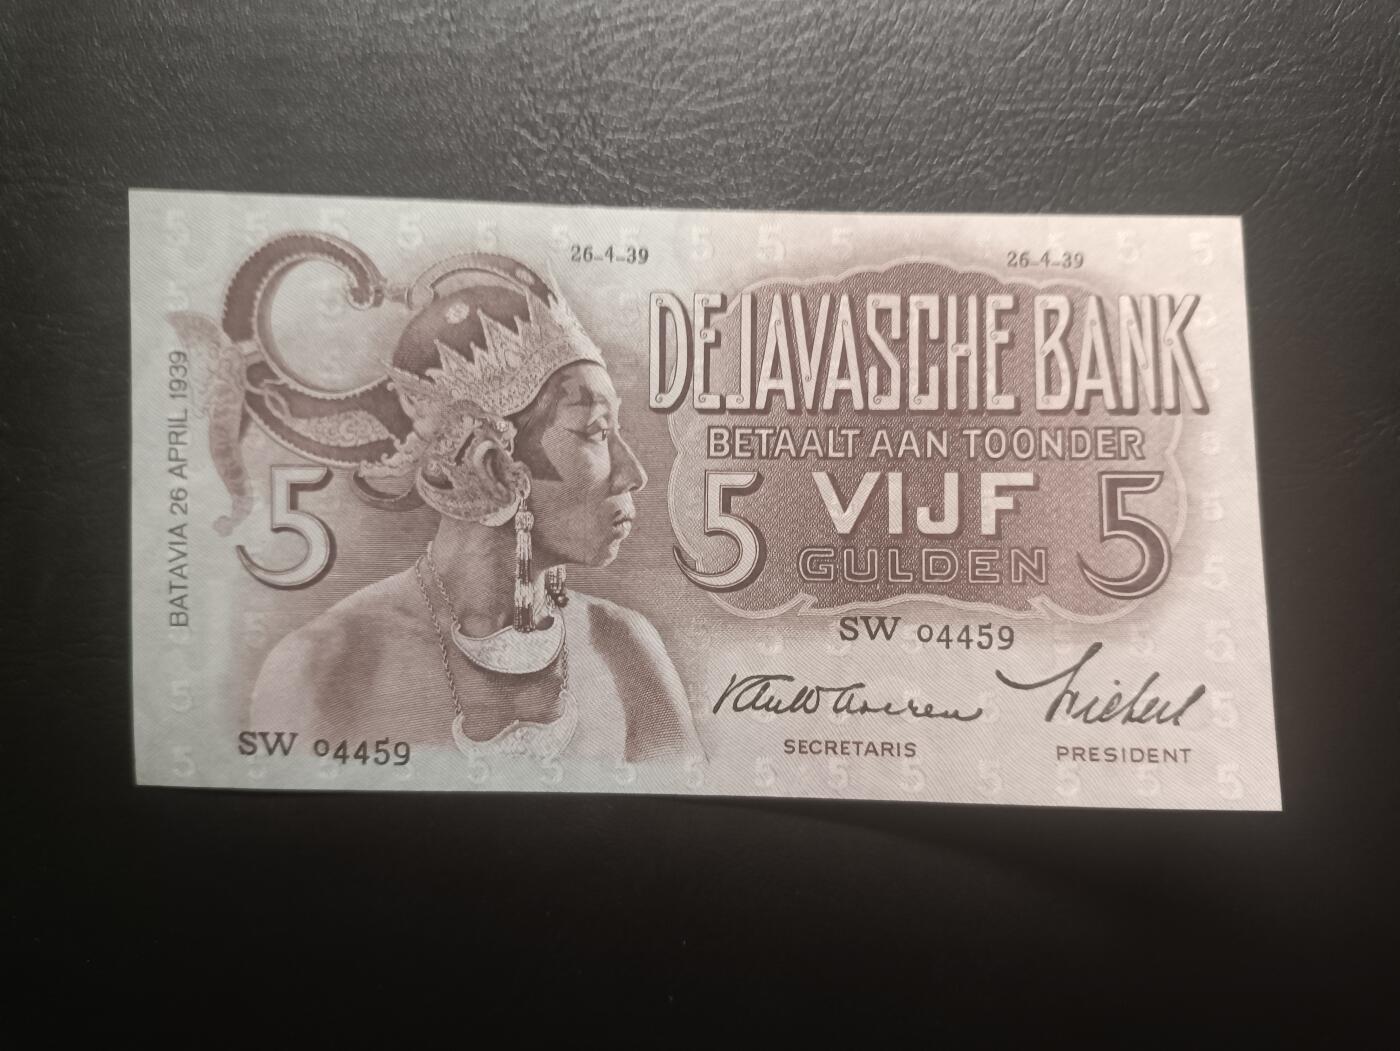 26-4-39
26-4-39
DE JAVASCHE BANK
BETAALT AAN TOONDER
5
5 VIJF 5
GULDEN
BATAVIA 26 APRIL 1939
SW 04459
SW 04459
SECRETARIS
PRESIDENT